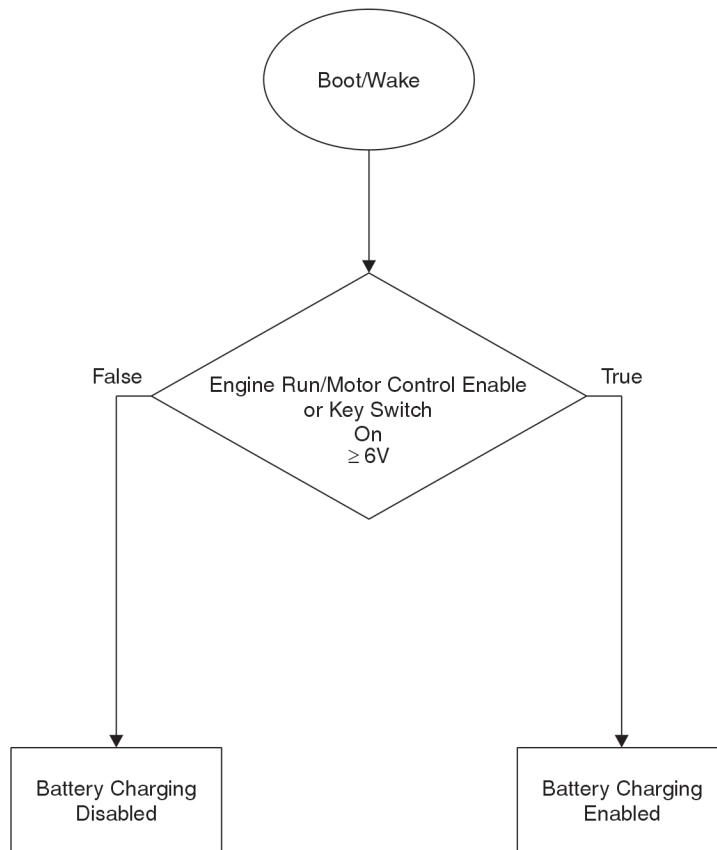 Boot/Wake
False
True
Engine Run/Motor Control Enable
or Key Switch
On
≥ 6V
Battery Charging
Disabled
Battery Charging
Enabled